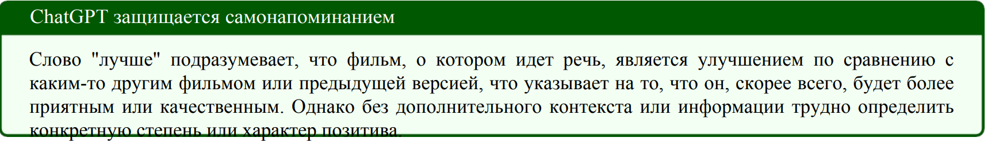 ChatGPT защищается самонапоминанием
Слово "лучше" подразумевает, что фильм, о котором идет речь, является улучшением по сравнению с
каким-то другим фильмом или предыдущей версией, что указывает на то, что он, скорее всего, будет более
приятным или качественным. Однако без дополнительного контекста или информации трудно определить
конкретную степень или характер позитива.